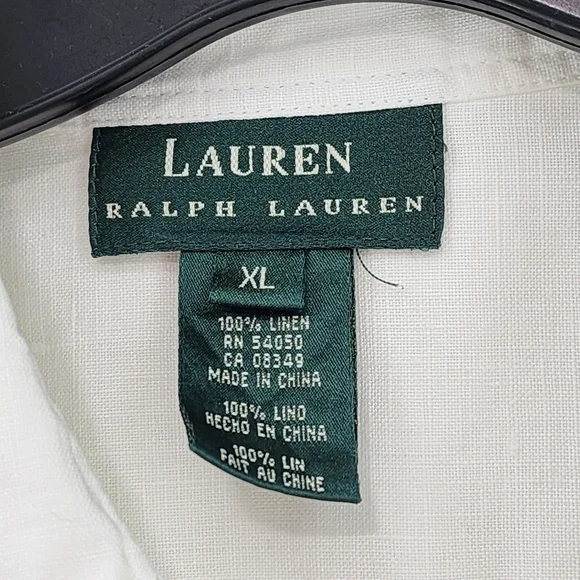 LAUREN
RALPH LAUREN
XL
100% LINEN
RN 54050
CA 08349
MADE IN CHINA
100% LINO
HECHO EN CHINA
100% LIN
FAIT AU CHINE